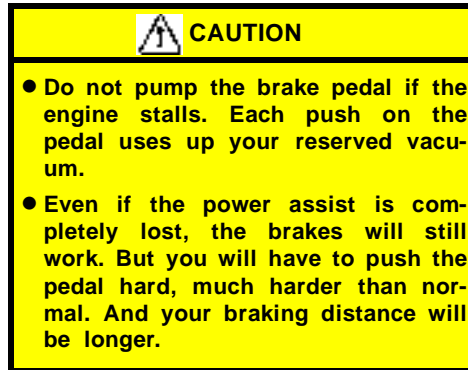 CAUTION
● Do not pump the brake pedal if the
engine stalls. Each push on the
pedal uses up your reserved vacu-
um.
● Even if the power assist is com-
pletely lost, the brakes will still
work. But you will have to push the
pedal hard, much harder than nor-
mal. And your braking distance will
be longer.